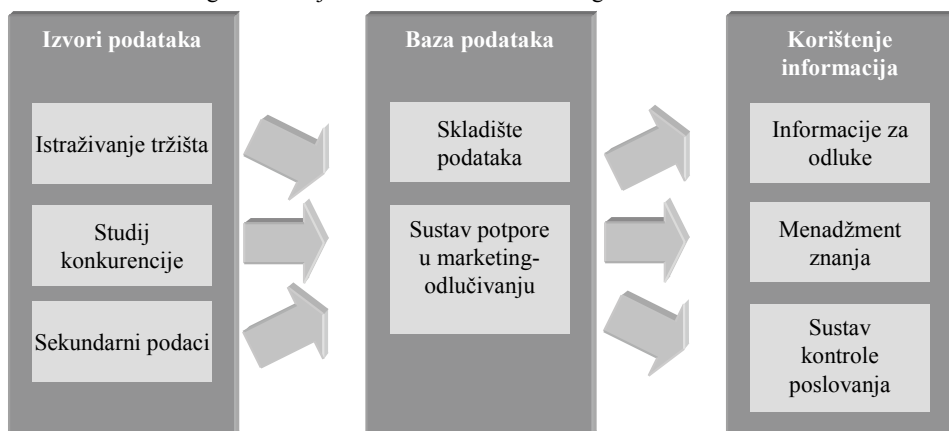 Izvori podataka
Istraživanje tržišta
Studij
konkurencije
Sekundarni podaci
Baza podataka
Skladište
podataka
Sustav potpore
u marketing-
odlučivanju
Korištenje
informacija
Informacije za
odluke
Menadžment
znanja
Sustav
kontrole
poslovanja